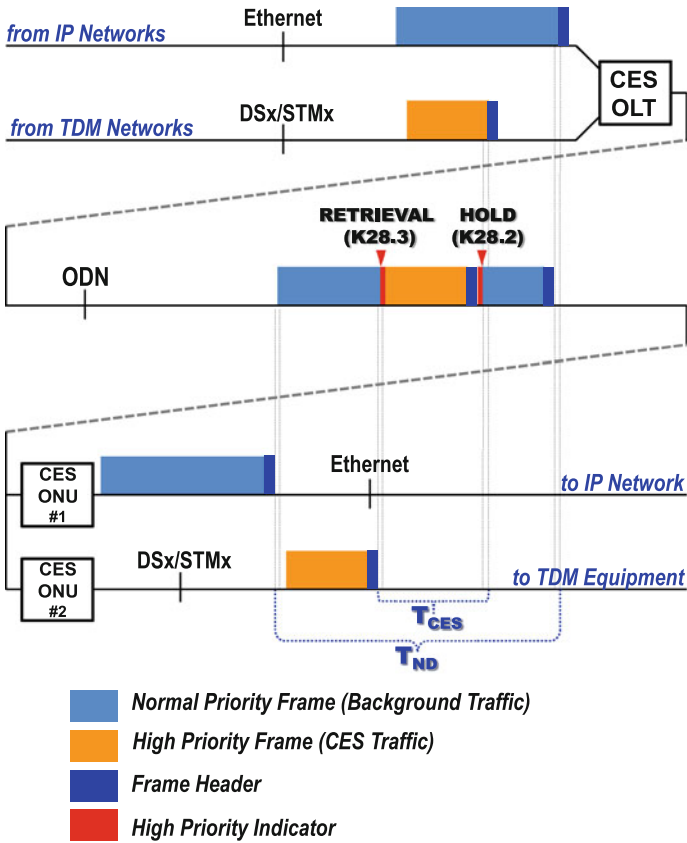 from IP Networks
Ethernet
CES
OLT
from TDM Networks
DSx/STMx
RETRIEVAL
(K28.3)
HOLD
(K28.2)
ODN
CES
ONU
#1
Ethernet
to IP Network
CES
ONU
#2
DSx/STMx
to TDM Equipment
TCES
TND
Normal Priority Frame (Background Traffic)
High Priority Frame (CES Traffic)
Frame Header
High Priority Indicator